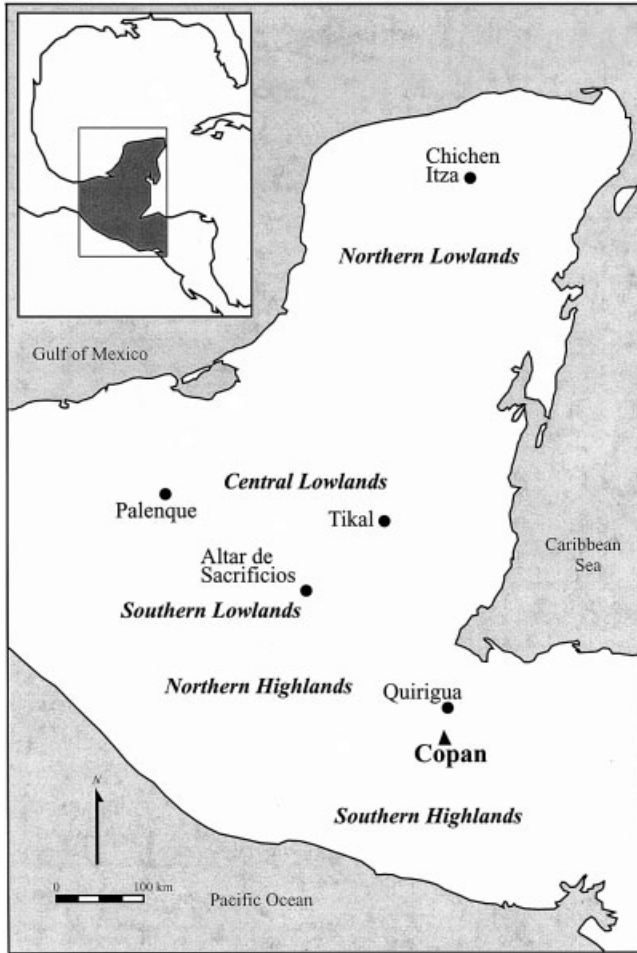 Chichen
Itza
Northern Lowlands
Gulf of Mexico
Central Lowlands
Palenque
Tikal
Caribbean
Sea
Altar de
Sacrificios
Southern Lowlands
Northern Highlands
Quirigua
Copan
N
Southern Highlands
0 100 km
Pacific Ocean